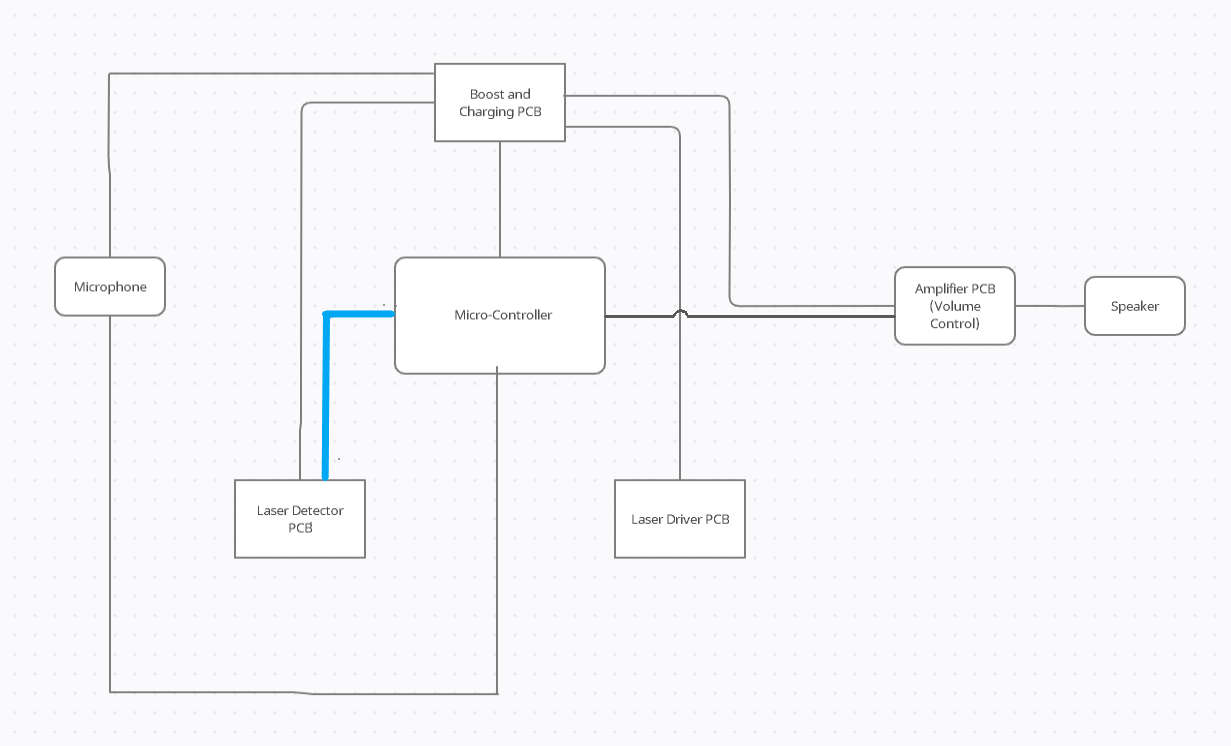 Boost and
Charging PCB
Microphone
Micro-Controller
Amplifier PCB
(Volume
Control)
Speaker
Laser Detector
PCB
Laser Driver PCB